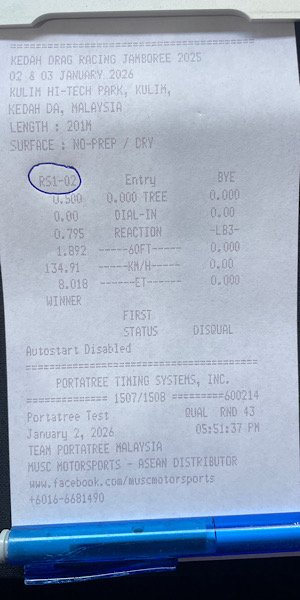 ==========================================
KEDAH DRAG RACING JAMBOREE 2025
02 & 03 JANUARY 2026
KULIM HI-TECH PARK, KULIM,
KEDAH DA, MALAYSIA
LENGTH : 201M
SURFACE : NO-PREP / DRY
==========================================
RS1-02 Entry BYE
0.500 0.000 TREE 0.000
0.00 DIAL-IN 0.00
0.795 REACTION -LB3-
1.892 ------60FT------ 0.000
134.91 ------KM/H------ 0.00
8.018 -------ET------- 0.000
WINNER
FIRST
STATUS DISQUAL
Autostart Disabled
==========================================
PORTATREE TIMING SYSTEMS, INC.
============== 1507/1508 =========600214
Portatree Test QUAL RND 43
January 2, 2026 05:51:37 PM
TEAM PORTATREE MALAYSIA
MUSC MOTORSPORTS - ASEAN DISTRIBUTOR
www.facebook.com/muscmotorsports
+6016-6681490